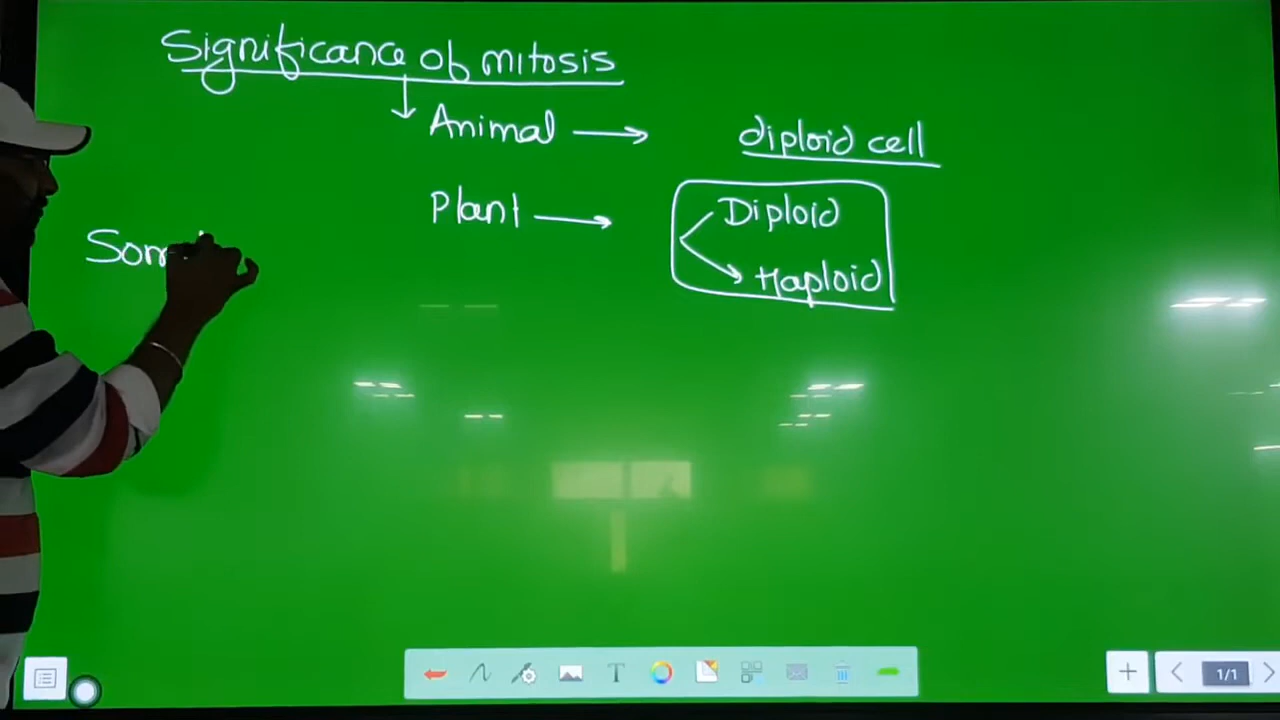 Significance of mitosis
Animal → diploid cell
Plant → Diploid
Haploid
T
1/1